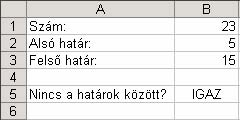 A B
1 Szám: 23
2 Alsó határ: 5
3 Felső határ: 15
4
5 Nincs a határok között? IGAZ
6